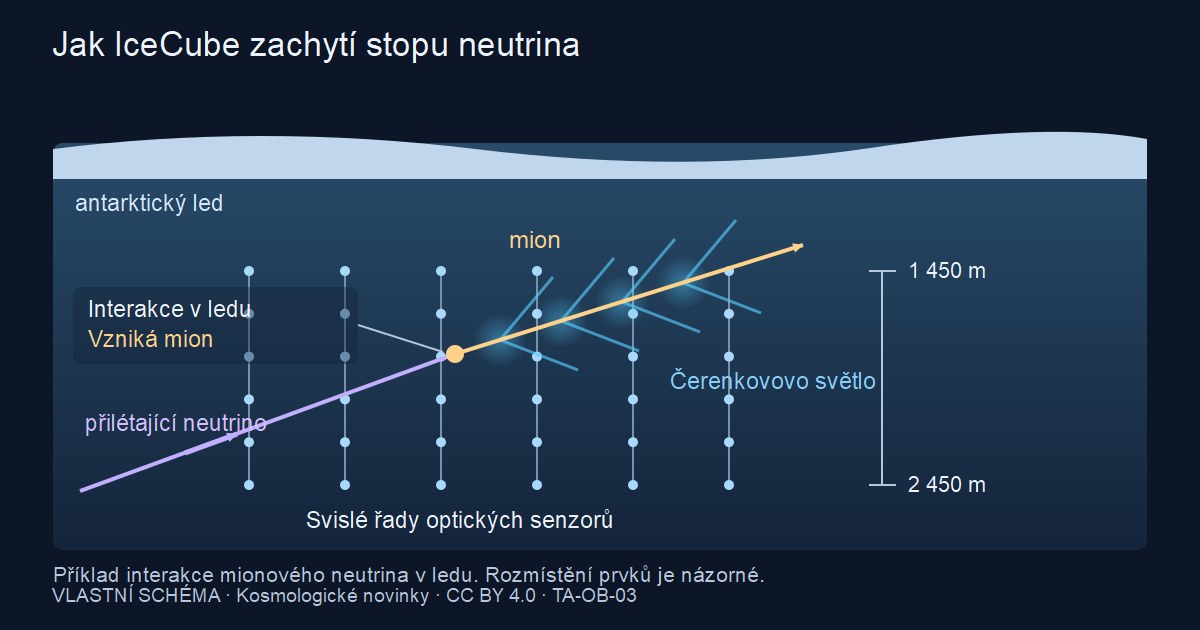 Jak IceCube zachytí stopu neutrina
antarktický led
mion
1 450 m
Interakce v ledu
Vzniká mion
Čerenkovovo světlo
přilétající neutrino
2 450 m
Svislé řady optických senzorů
Příklad interakce mionového neutrina v ledu. Rozmístění prvků je názorné.
VLASTNÍ SCHÉMA · Kosmologické novinky · CC BY 4.0 · TA-OB-03